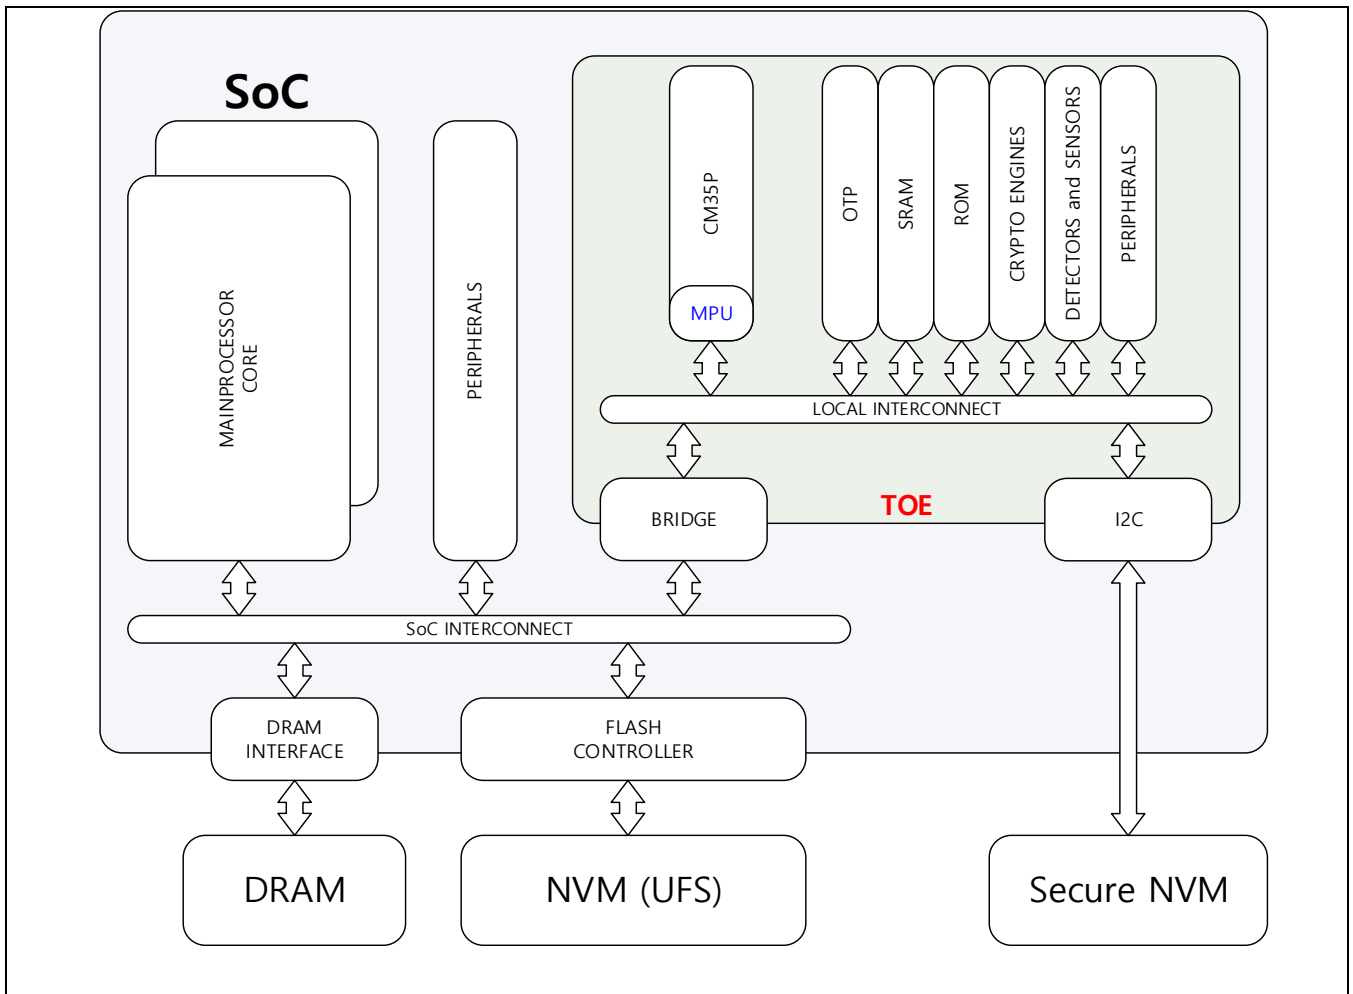 SoC
MAINPROCESSOR
CORE
PERIPHERALS
CM35P
MPU
OTP
SRAM
ROM
CRYPTO ENGINES
DETECTORS and SENSORS
PERIPHERALS
LOCAL INTERCONNECT
BRIDGE
TOE
I2C
SoC INTERCONNECT
DRAM
INTERFACE
FLASH
CONTROLLER
DRAM
NVM (UFS)
Secure NVM